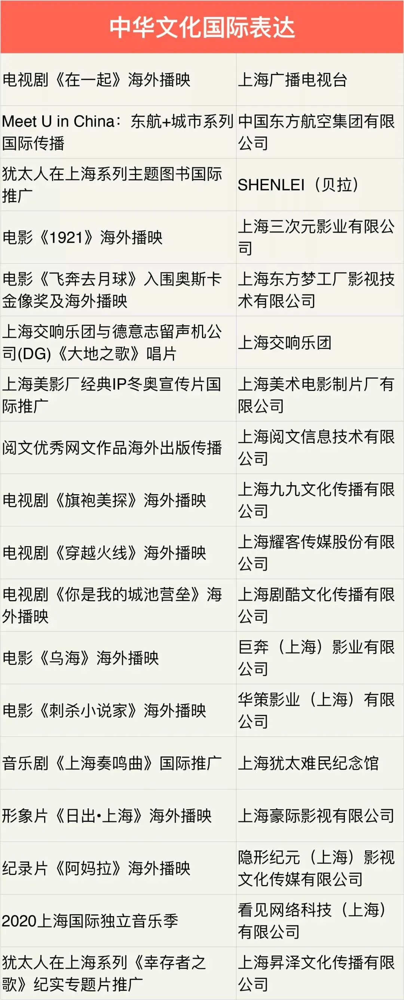 中华文化国际表达
电视剧《在一起》海外播映
上海广播电视台
Meet U in China：东航+城市系列
国际传播
中国东方航空集团有限
公司
犹太人在上海系列主题图书国际
推广
SHENLEI（贝拉）
电影《1921》海外播映
上海三次元影业有限公
司
电影《飞奔去月球》入围奥斯卡
金像奖及海外播映
上海东方梦工厂影视技
术有限公司
上海交响乐团与德意志留声机公
司(DG)《大地之歌》唱片
上海交响乐团
上海美影厂经典IP冬奥宣传片国
际推广
上海美术电影制片厂有
限公司
阅文优秀网文作品海外出版传播
上海阅文信息技术有限
公司
电视剧《旗袍美探》海外播映
上海九九文化传播有限
公司
电视剧《穿越火线》海外播映
上海耀客传媒股份有限
公司
电视剧《你是我的城池营垒》海
外播映
上海剧酷文化传播有限
公司
电影《乌海》海外播映
巨奔（上海）影业有限
公司
电影《刺杀小说家》海外播映
华策影业（上海）有限
公司
音乐剧《上海奏鸣曲》国际推广
上海犹太难民纪念馆
形象片《日出•上海》海外播映
上海豪际影视有限公司
纪录片《阿妈拉》海外播映
隐形纪元（上海）影视
文化传媒有限公司
2020上海国际独立音乐季
看见网络科技（上海）
有限公司
犹太人在上海系列《幸存者之
歌》纪实专题片推广
上海昇泽文化传播有限
公司